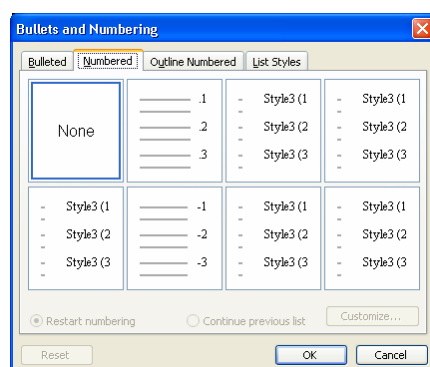 Bullets and Numbering
Bulleted Numbered Outline Numbered List Styles
None
.1
.2
.3
Style3 (1
Style3 (2
Style3 (3
Style3 (1
Style3 (2
Style3 (3
Style3 (1
Style3 (2
Style3 (3
-1
-2
-3
Style3 (1
Style3 (2
Style3 (3
Style3 (1
Style3 (2
Style3 (3
Restart numbering Continue previous list Customize...
Reset OK Cancel